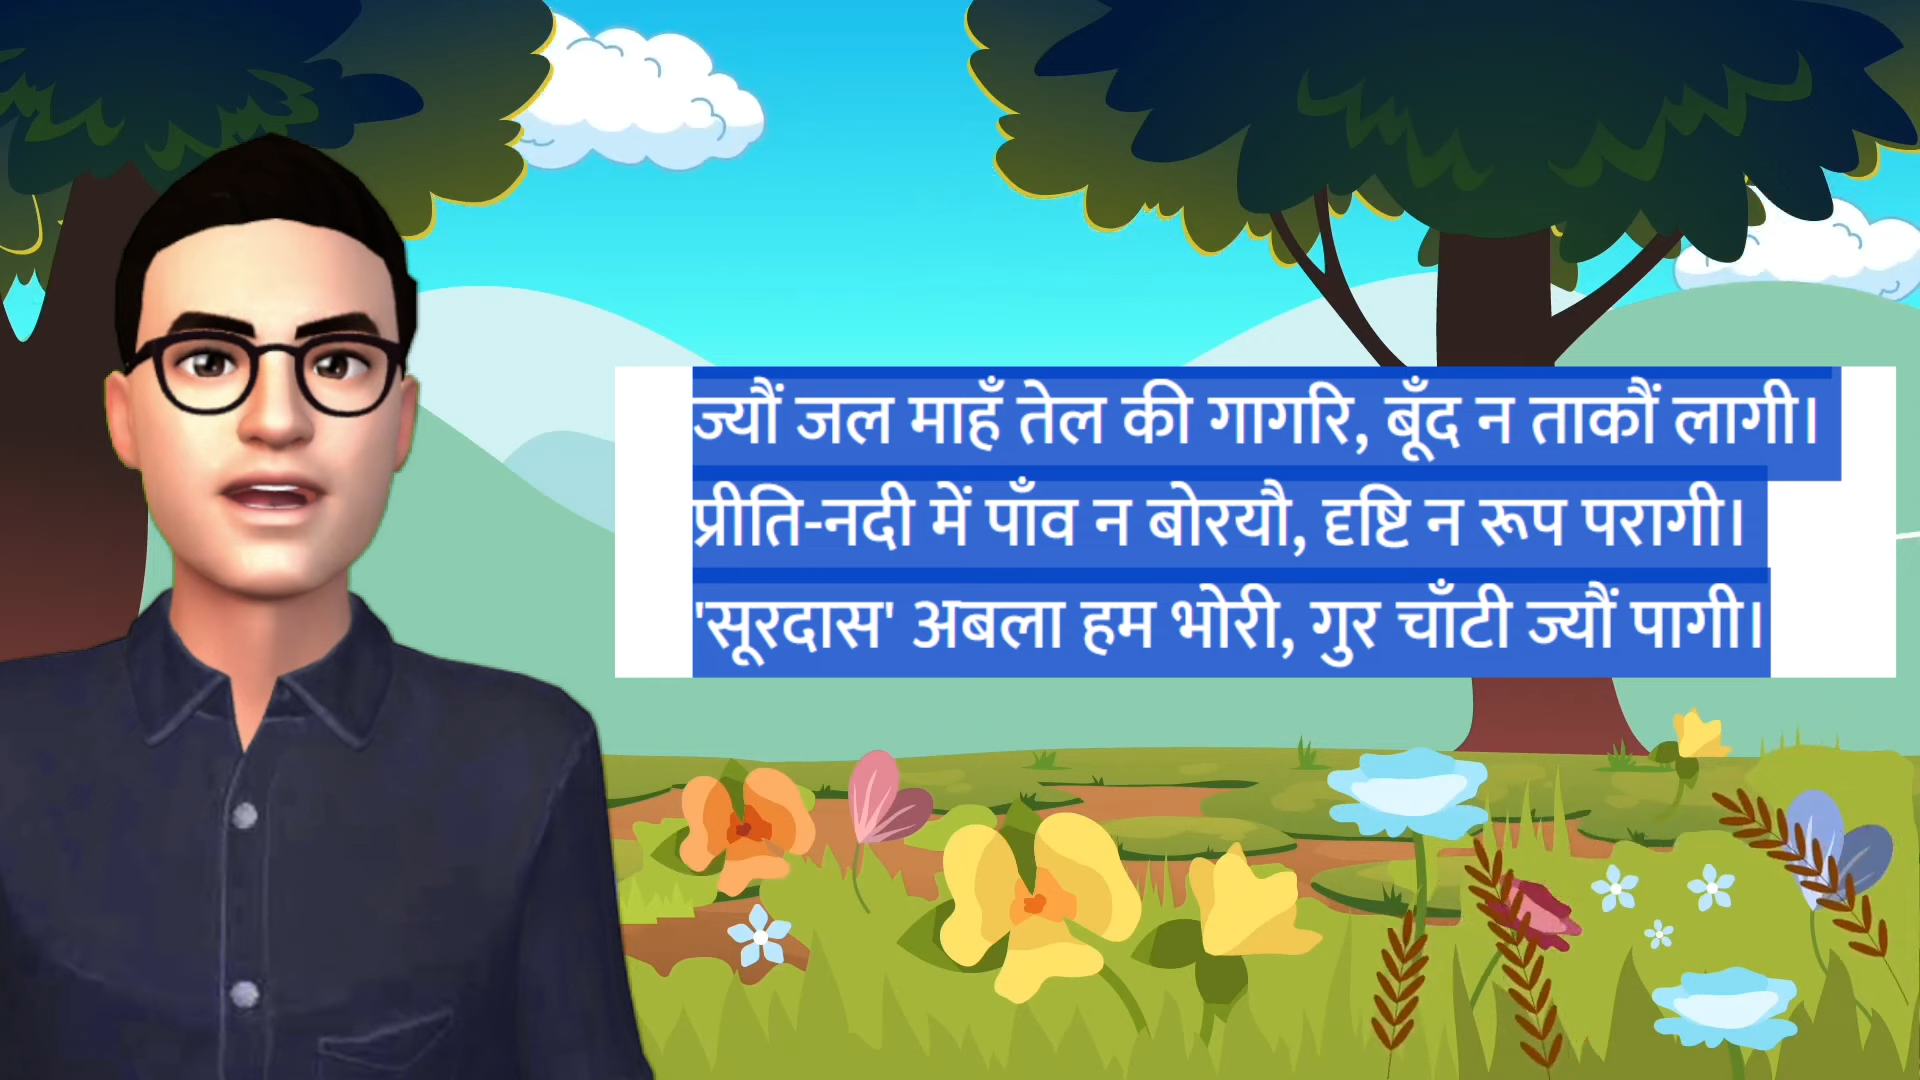 ज्यौं जल माहँ तेल की गागरि, बूँद न ताकौं लागी।
प्रीति-नदी में पाँव न बोरयौ, दृष्टि न रूप परागी।
'सूरदास' अबला हम भोरी, गुर चाँटी ज्यौं पागी।